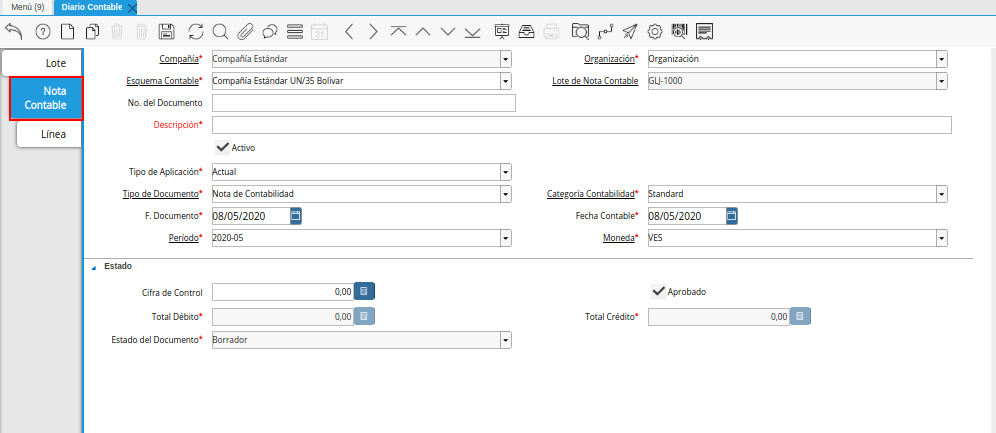 Menú (9) Diario Contable
Lote
Nota
Contable
Línea
Compañía* Compañía Estándar Organización* Organización
Esquema Contable* Compañía Estándar UN/35 Bolivar Lote de Nota Contable GLJ-1000
No. del Documento
Descripción*
Activo
Tipo de Aplicación* Actual
Tipo de Documento* Nota de Contabilidad Categoría Contabilidad* Standard
F. Documento* 08/05/2020 Fecha Contable* 08/05/2020
Período* 2020-05 Moneda* VES
Estado
Cifra de Control 0,00 Aprobado
Total Débito* 0,00 Total Crédito* 0,00
Estado del Documento* Borrador